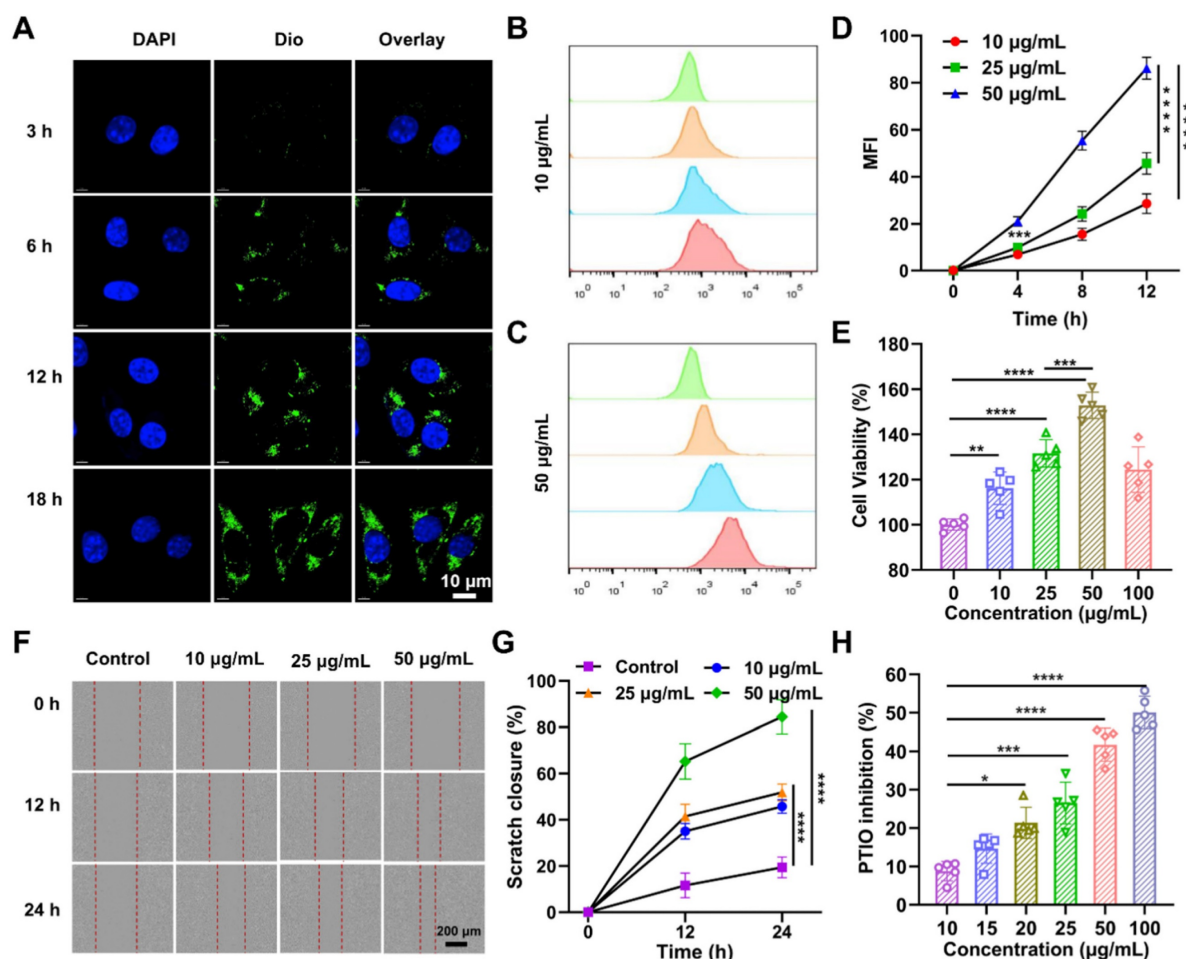 A
DAPI
Dio
Overlay
3 h
6 h
12 h
18 h
10 µm
B
10 µg/mL
10⁰ 10¹ 10² 10³ 10⁴ 10⁵
C
50 µg/mL
10⁰ 10¹ 10² 10³ 10⁴ 10⁵
D
10 µg/mL
25 µg/mL
50 µg/mL
MFI
100
80
60
40
20
0
***
****
****
0 4 8 12
Time (h)
E
Cell Viability (%)
180
160
140
120
100
80
***
****
****
**
0 10 25 50 100
Concentration (µg/mL)
F
Control 10 µg/mL 25 µg/mL 50 µg/mL
0 h
12 h
24 h
200 µm
G
Control 10 µg/mL
25 µg/mL 50 µg/mL
Scratch closure (%)
100
80
60
40
20
0
****
****
0 12 24
Time (h)
H
PTIO inhibition (%)
60
50
40
30
20
10
0
****
****
***
*
10 15 20 25 50 100
Concentration (µg/mL)